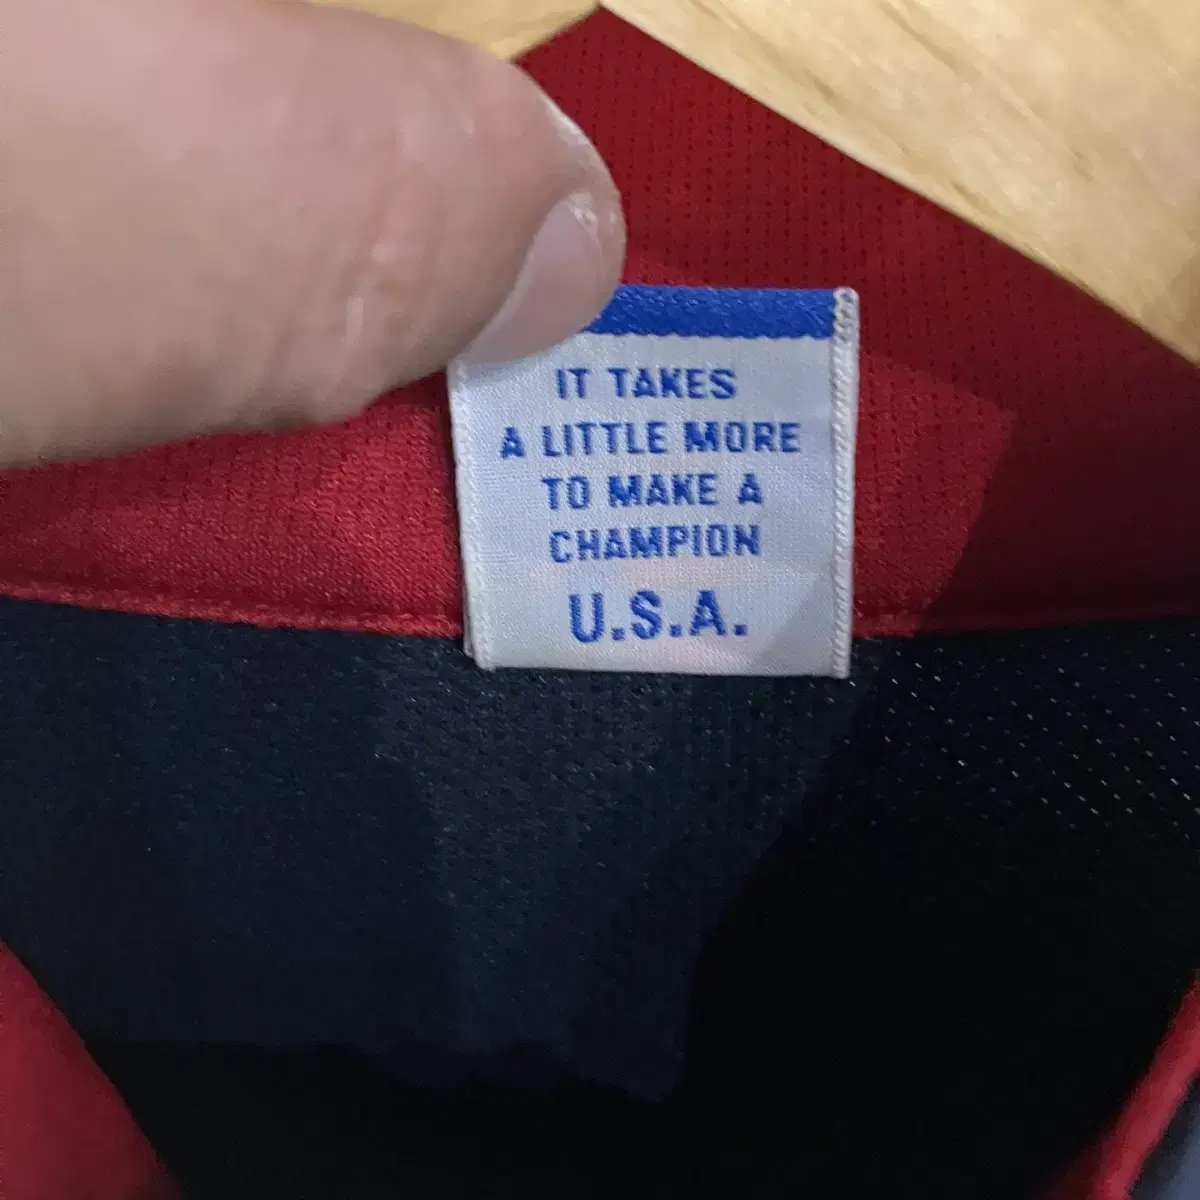 IT TAKES
A LITTLE MORE
TO MAKE A
CHAMPION
U.S.A.